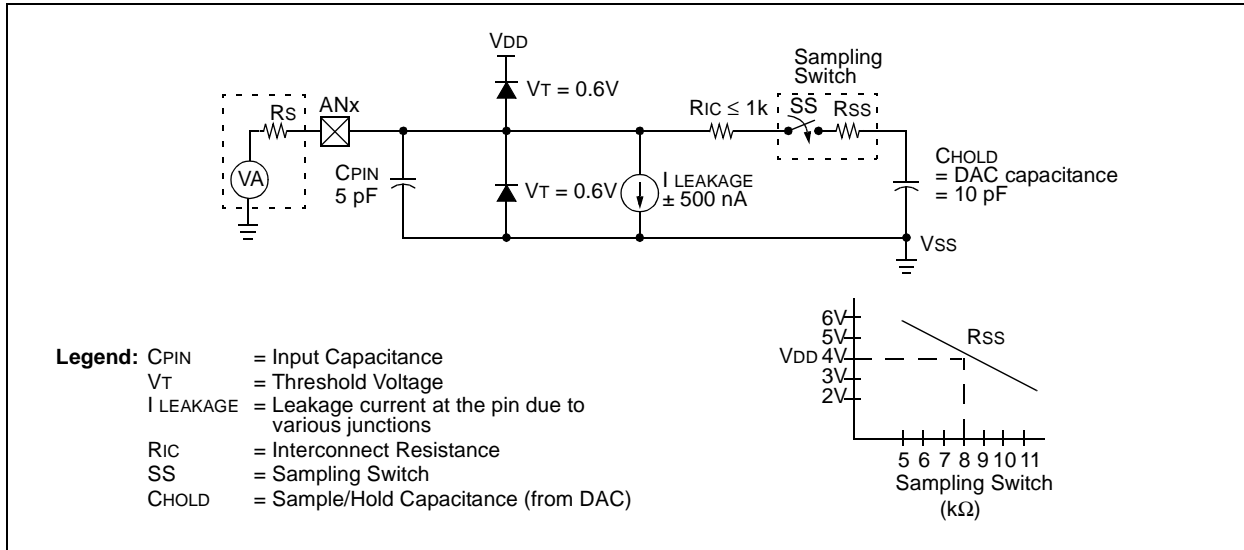 VDD
Sampling
Switch
VT = 0.6V
RS
ANx
RIC ≤ 1k
SS
RSS
VA
CPIN
5 pF
VT = 0.6V
I LEAKAGE
± 500 nA
CHOLD
= DAC capacitance
= 10 pF
VSS
Legend: CPIN = Input Capacitance
VT = Threshold Voltage
I LEAKAGE = Leakage current at the pin due to
various junctions
RIC = Interconnect Resistance
SS = Sampling Switch
CHOLD = Sample/Hold Capacitance (from DAC)
6V
5V
VDD 4V
3V
2V
RSS
5 6 7 8 9 10 11
Sampling Switch
(kΩ)